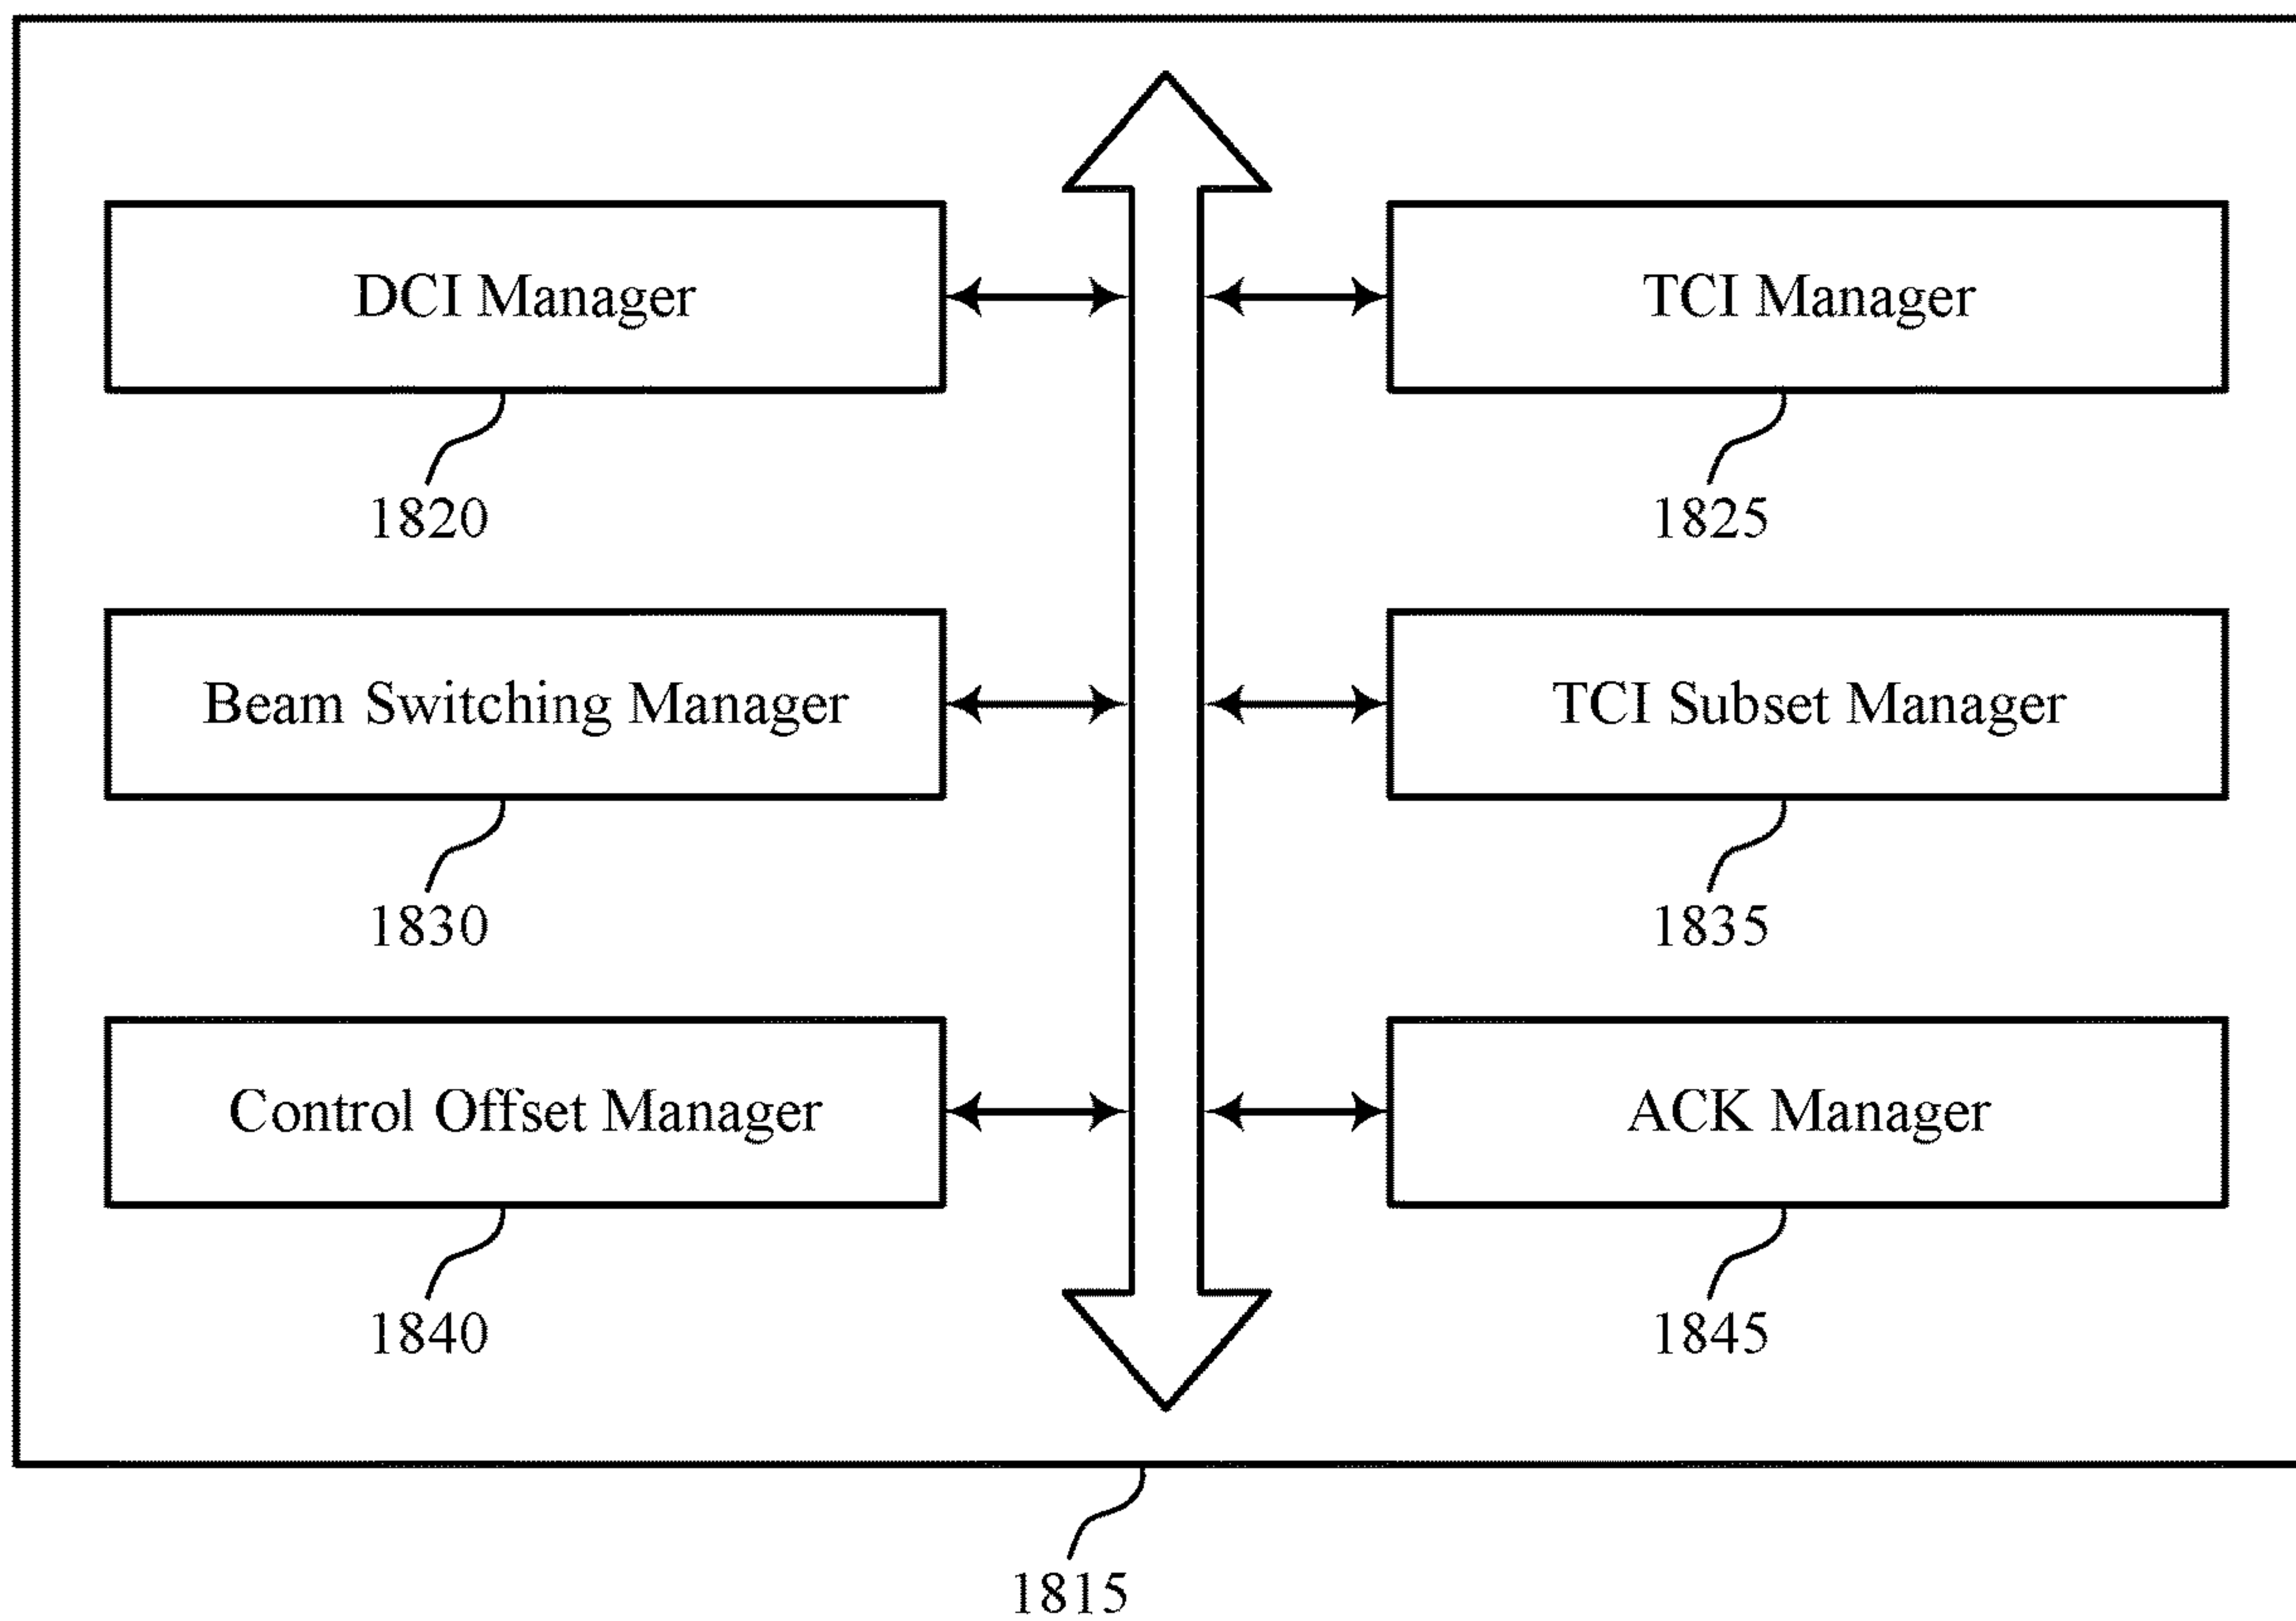 DCI Manager
TCI Manager
1820
1825
Beam Switching Manager
TCI Subset Manager
1830
1835
Control Offset Manager
ACK Manager
1840
1845
1815